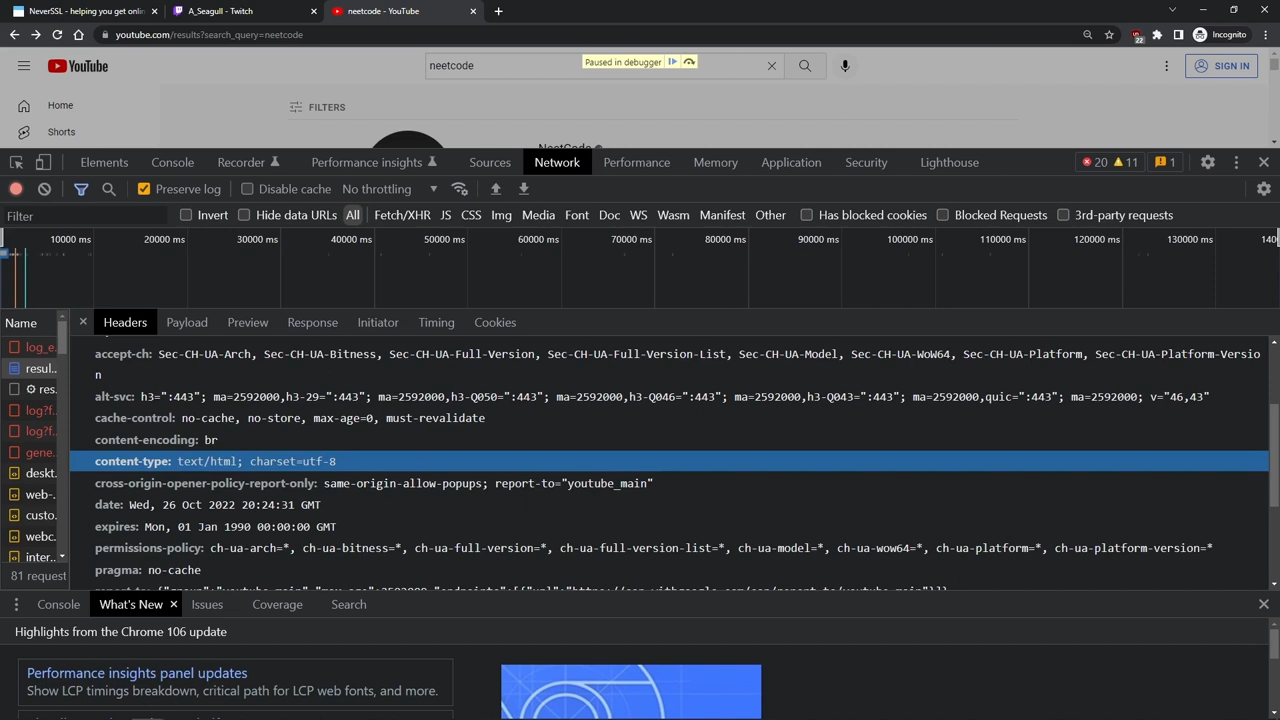 NeverSSL - helping you get onlin
A_Seagull - Twitch
neetcode - YouTube
youtube.com/results?search_query=neetcode
22
Incognito
YouTube
neetcode
Paused in debugger
SIGN IN
Home
FILTERS
Shorts
NeetCode
Elements
Console
Recorder
Performance insights
Sources
Network
Performance
Memory
Application
Security
Lighthouse
20
11
1
Preserve log
Disable cache
No throttling
Filter
Invert
Hide data URLs
All
Fetch/XHR
JS
CSS
Img
Media
Font
Doc
WS
Wasm
Manifest
Other
Has blocked cookies
Blocked Requests
3rd-party requests
10000 ms
20000 ms
30000 ms
40000 ms
50000 ms
60000 ms
70000 ms
80000 ms
90000 ms
100000 ms
110000 ms
120000 ms
130000 ms
140
Name
Headers
Payload
Preview
Response
Initiator
Timing
Cookies
log_e
resul..
res
log?f.
log?f.
gene.
deskt
web-
custo
webc
inter
81 request
accept-ch: Sec-CH-UA-Arch, Sec-CH-UA-Bitness, Sec-CH-UA-Full-Version, Sec-CH-UA-Full-Version-List, Sec-CH-UA-Model, Sec-CH-UA-WoW64, Sec-CH-UA-Platform, Sec-CH-UA-Platform-Versio
n
alt-svc: h3=":443"; ma=2592000,h3-29=":443"; ma=2592000,h3-Q050=":443"; ma=2592000,h3-Q046=":443"; ma=2592000,h3-Q043=":443"; ma=2592000,quic=":443"; ma=2592000; v="46,43"
cache-control: no-cache, no-store, max-age=0, must-revalidate
content-encoding: br
content-type: text/html; charset=utf-8
cross-origin-opener-policy-report-only: same-origin-allow-popups; report-to="youtube_main"
date: Wed, 26 Oct 2022 20:24:31 GMT
expires: Mon, 01 Jan 1990 00:00:00 GMT
permissions-policy: ch-ua-arch=*, ch-ua-bitness=*, ch-ua-full-version=*, ch-ua-full-version-list=*, ch-ua-model=*, ch-ua-wow64=*, ch-ua-platform=*, ch-ua-platform-version=*
pragma: no-cache
Console
What's New
Issues
Coverage
Search
Highlights from the Chrome 106 update
Performance insights panel updates
Show LCP timings breakdown, critical path for LCP web fonts, and more.